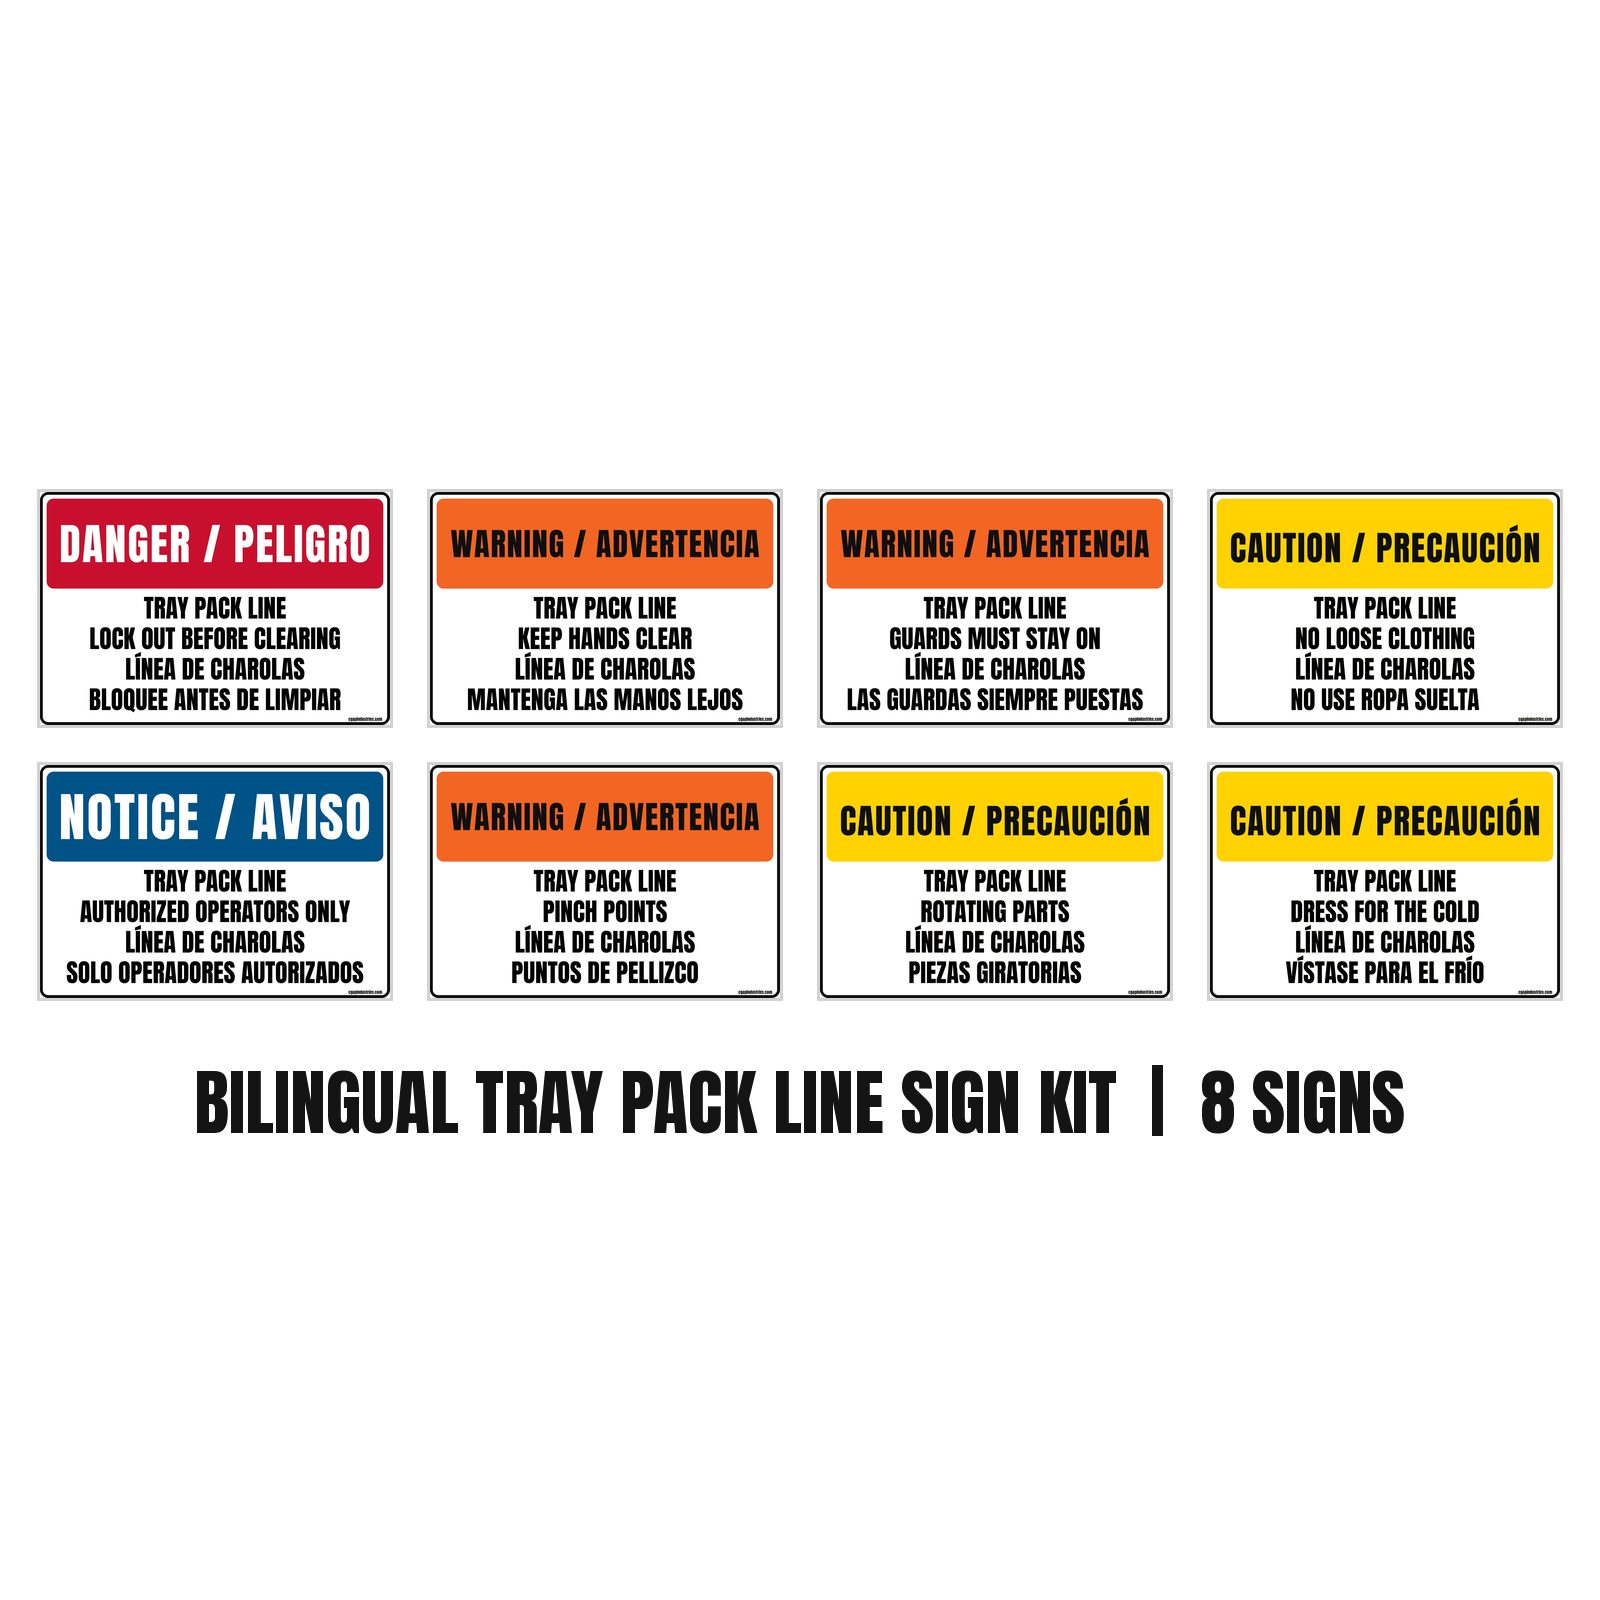 DANGER / PELIGRO
TRAY PACK LINE
LOCK OUT BEFORE CLEARING
LÍNEA DE CHAROLAS
BLOQUEE ANTES DE LIMPIAR
WARNING / ADVERTENCIA
TRAY PACK LINE
KEEP HANDS CLEAR
LÍNEA DE CHAROLAS
MANTENGA LAS MANOS LEJOS
WARNING / ADVERTENCIA
TRAY PACK LINE
GUARDS MUST STAY ON
LÍNEA DE CHAROLAS
LAS GUARDAS SIEMPRE PUESTAS
CAUTION / PRECAUCIÓN
TRAY PACK LINE
NO LOOSE CLOTHING
LÍNEA DE CHAROLAS
NO USE ROPA SUELTA
NOTICE / AVISO
TRAY PACK LINE
AUTHORIZED OPERATORS ONLY
LÍNEA DE CHAROLAS
SOLO OPERADORES AUTORIZADOS
WARNING / ADVERTENCIA
TRAY PACK LINE
PINCH POINTS
LÍNEA DE CHAROLAS
PUNTOS DE PELLIZCO
CAUTION / PRECAUCIÓN
TRAY PACK LINE
ROTATING PARTS
LÍNEA DE CHAROLAS
PIEZAS GIRATORIAS
CAUTION / PRECAUCIÓN
TRAY PACK LINE
DRESS FOR THE COLD
LÍNEA DE CHAROLAS
VÍSTASE PARA EL FRÍO
BILINGUAL TRAY PACK LINE SIGN KIT | 8 SIGNS